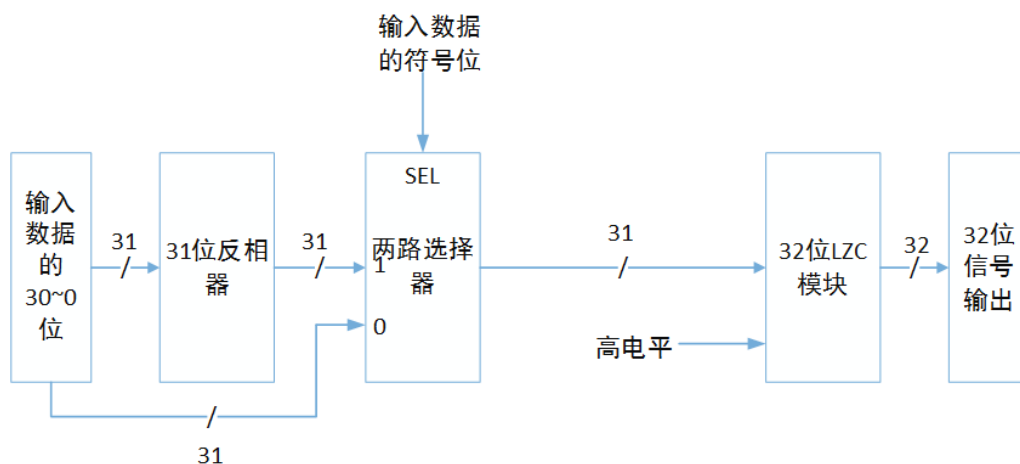 输入数据
的符号位
输入
数据
的
30~0
位
31
31位反相
器
31
SEL
两路选择
器
1
0
31
高电平
32位LZC
模块
32
32位
信号
输出
31